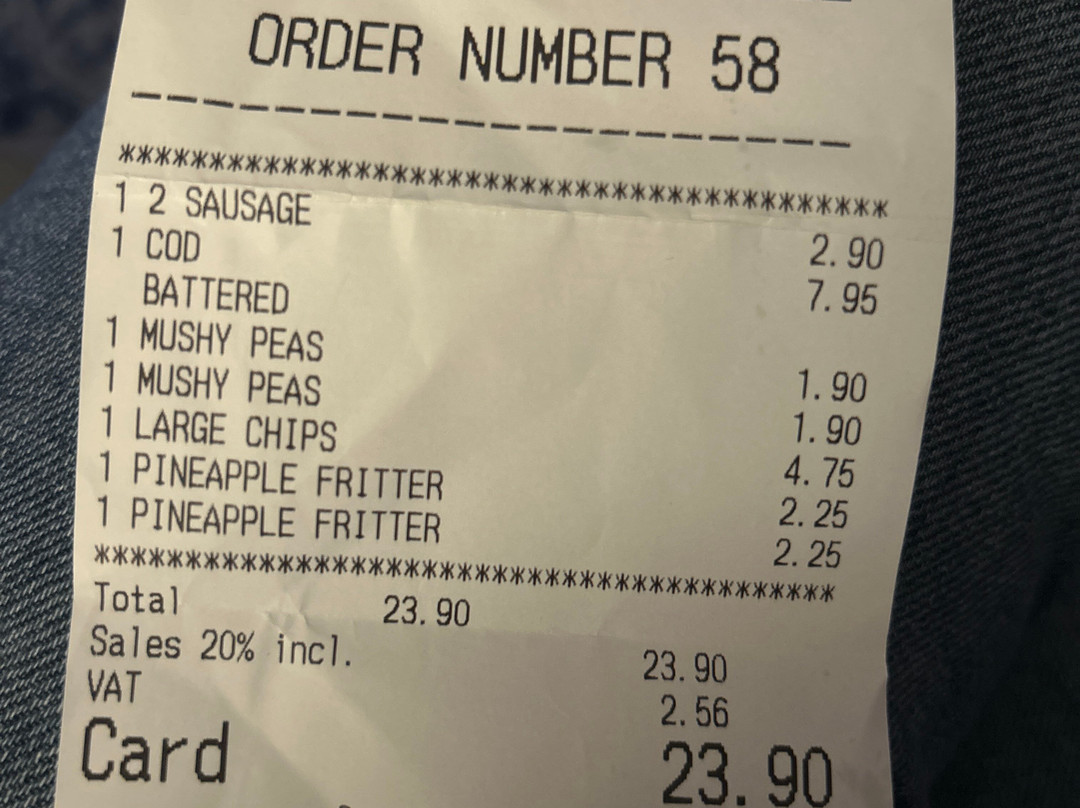 ORDER NUMBER 58
--------------------
******************************************
1 2 SAUSAGE 2.90
1 COD 7.95
BATTERED
1 MUSHY PEAS 1.90
1 MUSHY PEAS 1.90
1 LARGE CHIPS 4.75
1 PINEAPPLE FRITTER 2.25
1 PINEAPPLE FRITTER 2.25
******************************************
Total 23.90
Sales 20% incl. 23.90
VAT 2.56
Card 23.90